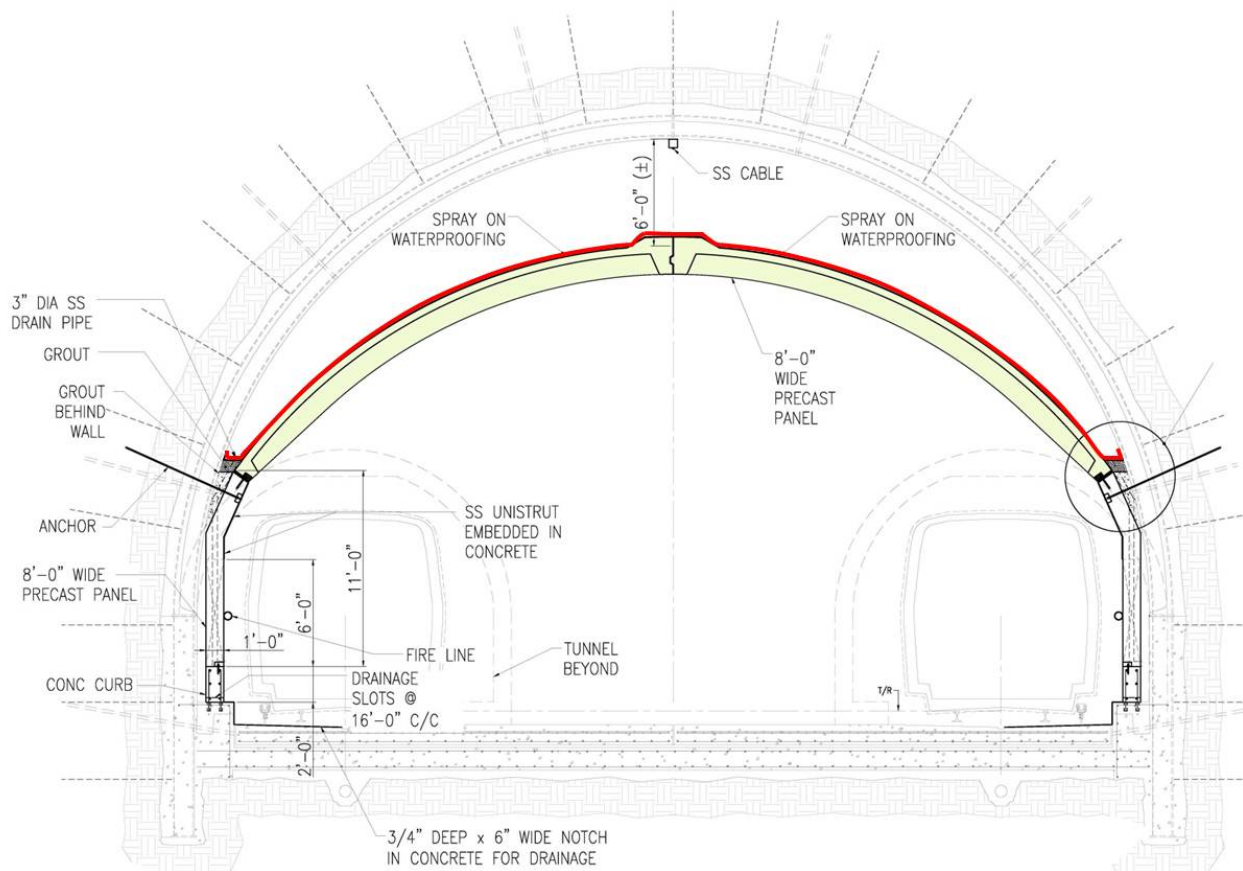 SS CABLE
6'-0" (±)
SPRAY ON
WATERPROOFING
SPRAY ON
WATERPROOFING
3" DIA SS
DRAIN PIPE
GROUT
GROUT
BEHIND
WALL
8'-0"
WIDE
PRECAST
PANEL
ANCHOR
SS UNISTRUT
EMBEDDED IN
CONCRETE
11'-0"
8'-0" WIDE
PRECAST PANEL
6'-0"
1'-0"
FIRE LINE
TUNNEL
BEYOND
CONC CURB
DRAINAGE
SLOTS @
16'-0" C/C
T/R
2'-0"
3/4" DEEP x 6" WIDE NOTCH
IN CONCRETE FOR DRAINAGE